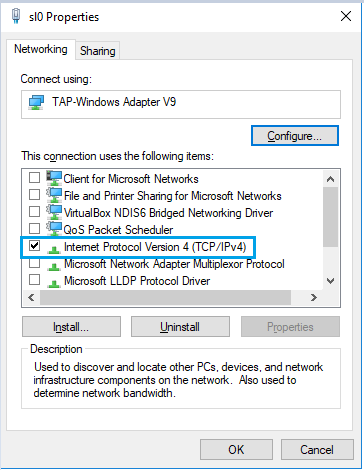 sl0 Properties
Networking
Sharing
Connect using:
TAP-Windows Adapter V9
Configure...
This connection uses the following items:
Client for Microsoft Networks
File and Printer Sharing for Microsoft Networks
VirtualBox NDIS6 Bridged Networking Driver
QoS Packet Scheduler
Internet Protocol Version 4 (TCP/IPv4)
Microsoft Network Adapter Multiplexor Protocol
Microsoft LLDP Protocol Driver
Install...
Uninstall
Properties
Description
Used to discover and locate other PCs, devices, and network
infrastructure components on the network. Also used to
determine network bandwidth.
OK
Cancel